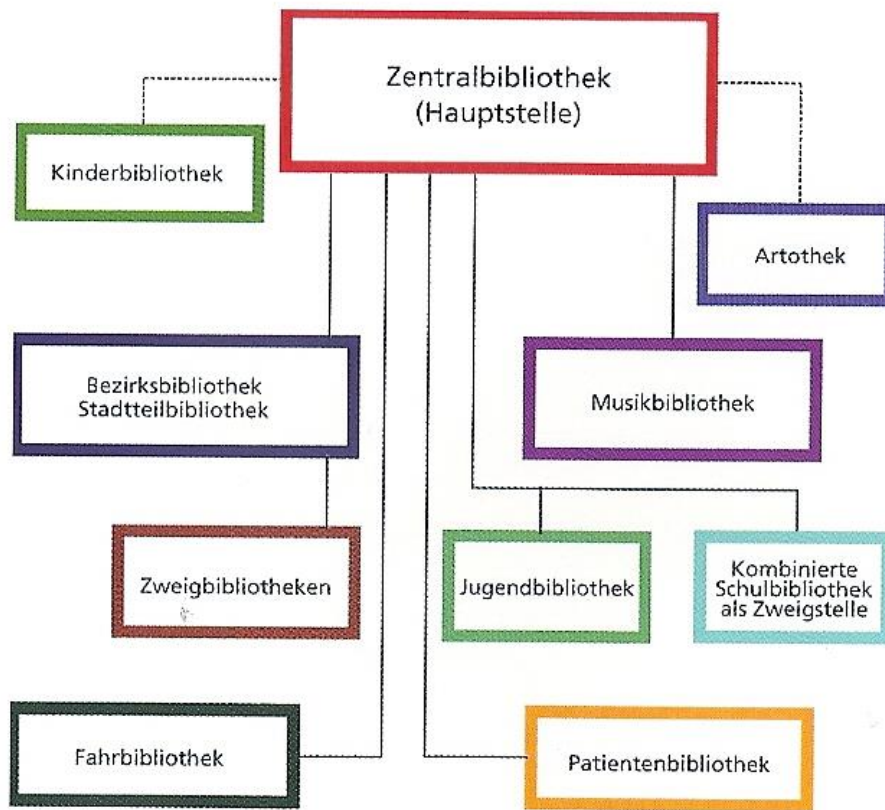 Zentralbibliothek
(Hauptstelle)
Kinderbibliothek
Artothek
Bezirksbibliothek
Stadtteilbibliothek
Musikbibliothek
Zweigbibliotheken
Jugendbibliothek
Kombinierte
Schulbibliothek
als Zweigstelle
Fahrbibliothek
Patientenbibliothek